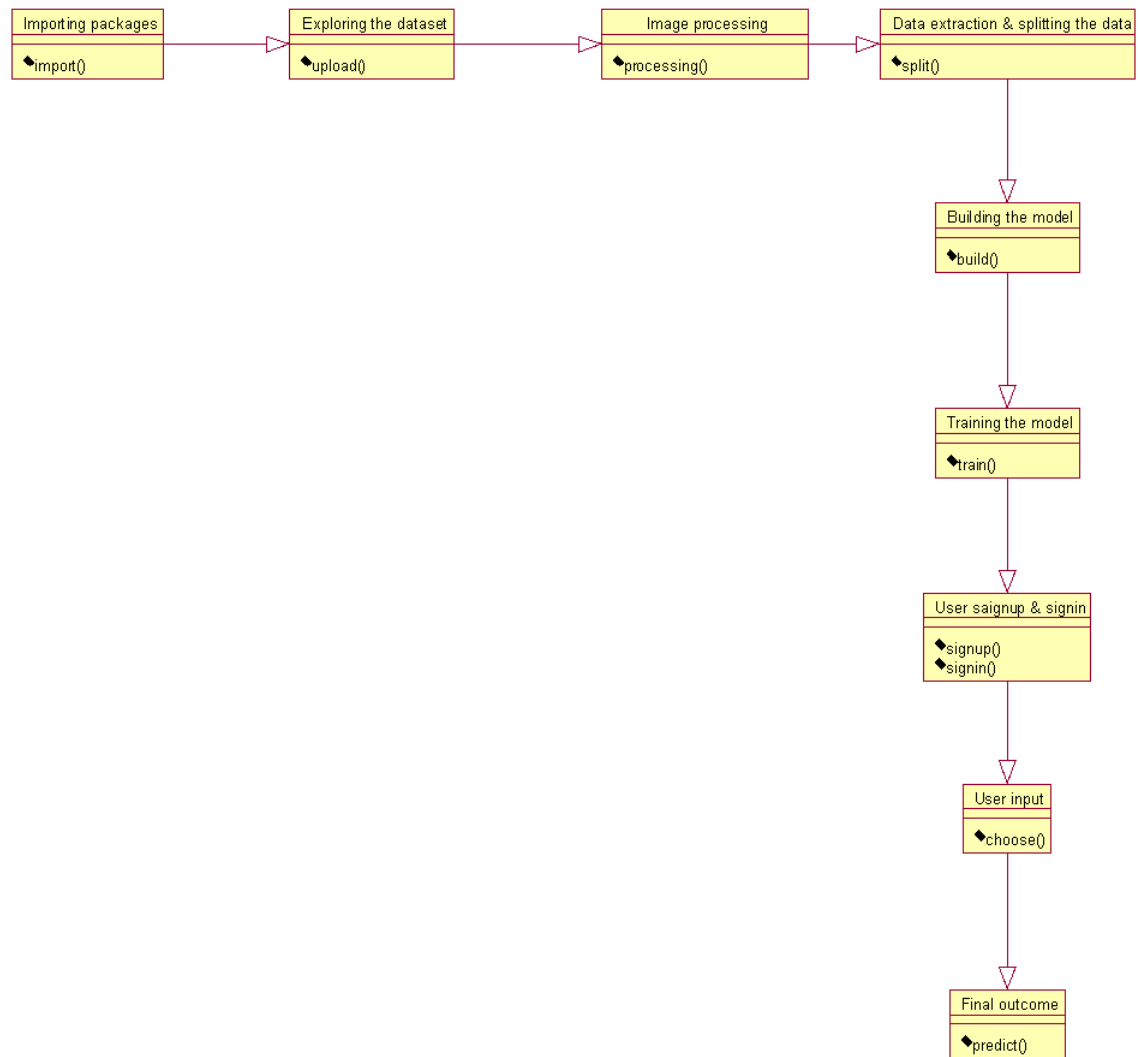 Importing packages
import()
Exploring the dataset
upload()
Image processing
processing()
Data extraction & splitting the data
split()
Building the model
build()
Training the model
train()
User saignup & signin
signup()
signin()
User input
choose()
Final outcome
predict()